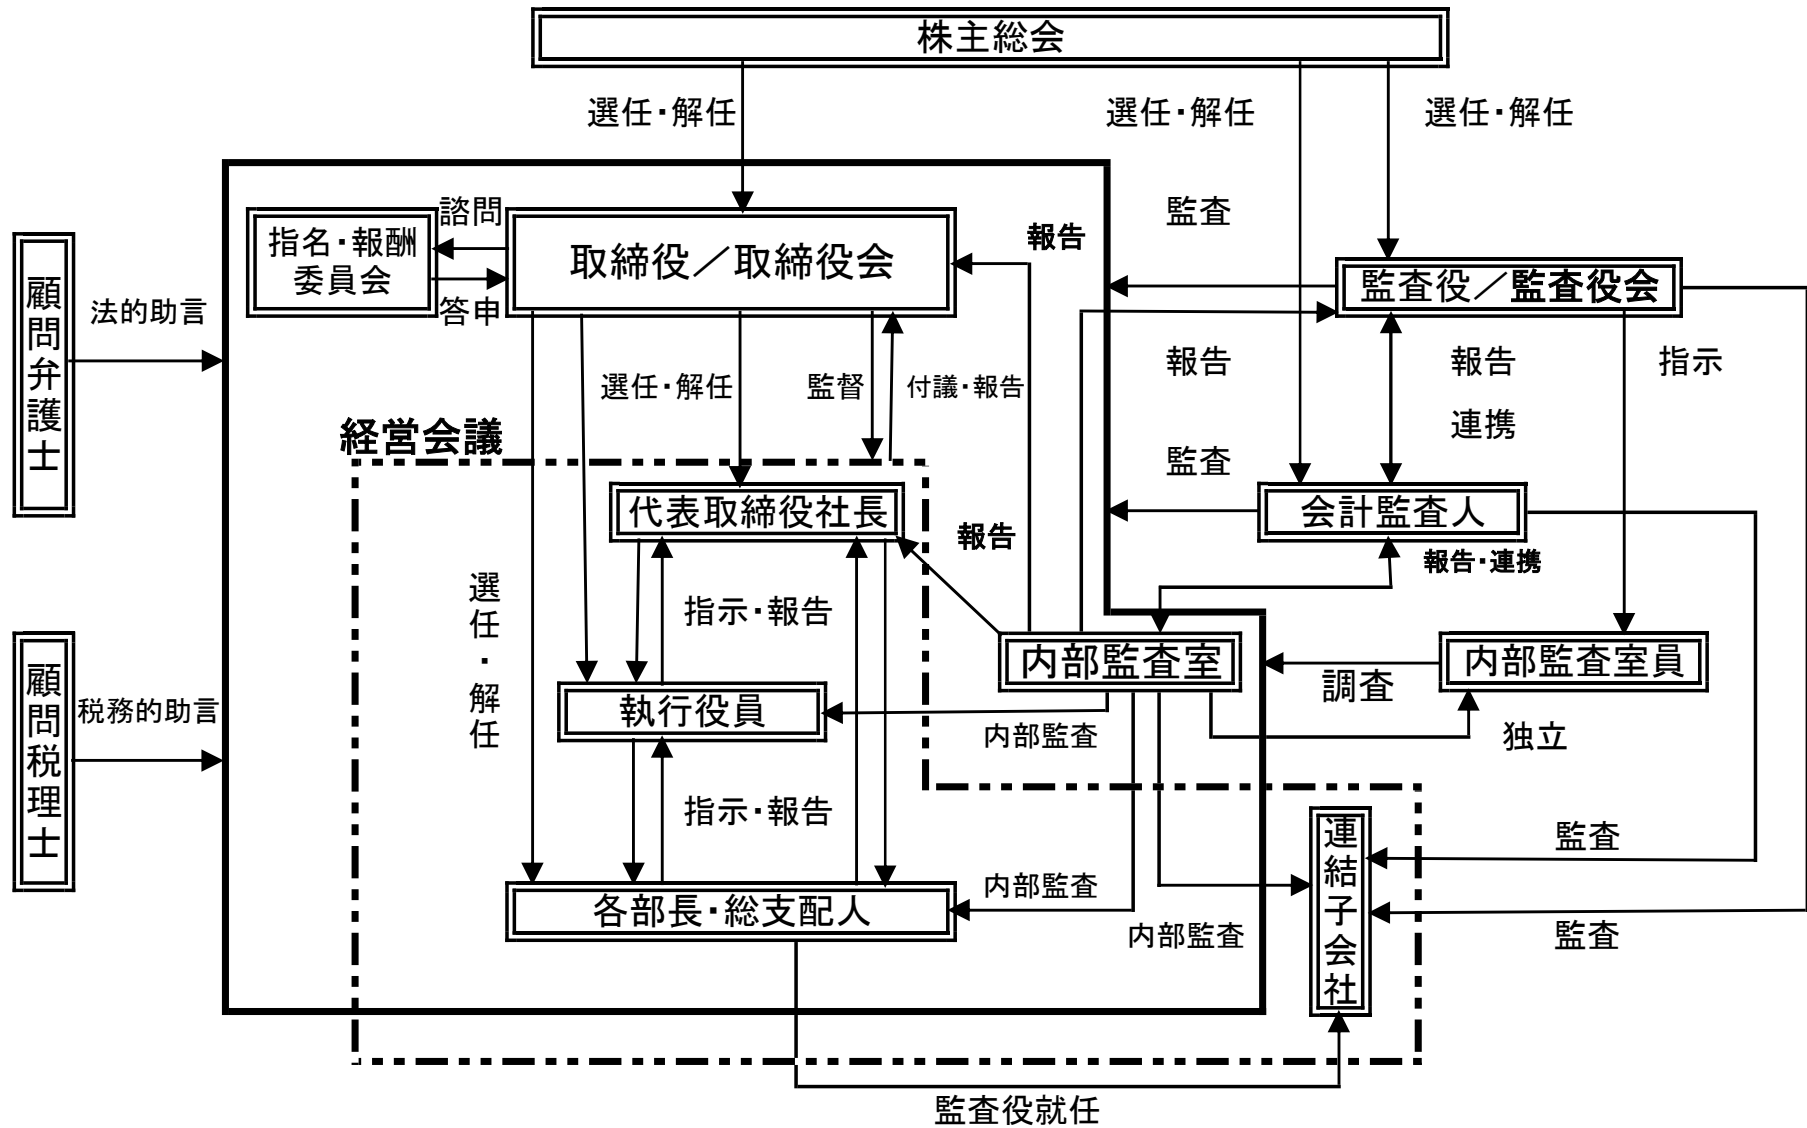 株主総会
選任・解任
選任・解任
選任・解任
諮問
指名・報酬
委員会
答申
取締役／取締役会
報告
監査
監査役／監査役会
顧問弁護士
法的助言
選任・解任
監督
付議・報告
報告
報告
連携
指示
経営会議
監査
代表取締役社長
報告
会計監査人
報告・連携
選任・解任
指示・報告
内部監査室
調査
内部監査室員
顧問税理士
税務的助言
執行役員
内部監査
独立
指示・報告
連結子会社
監査
各部長・総支配人
内部監査
内部監査
監査
監査役就任